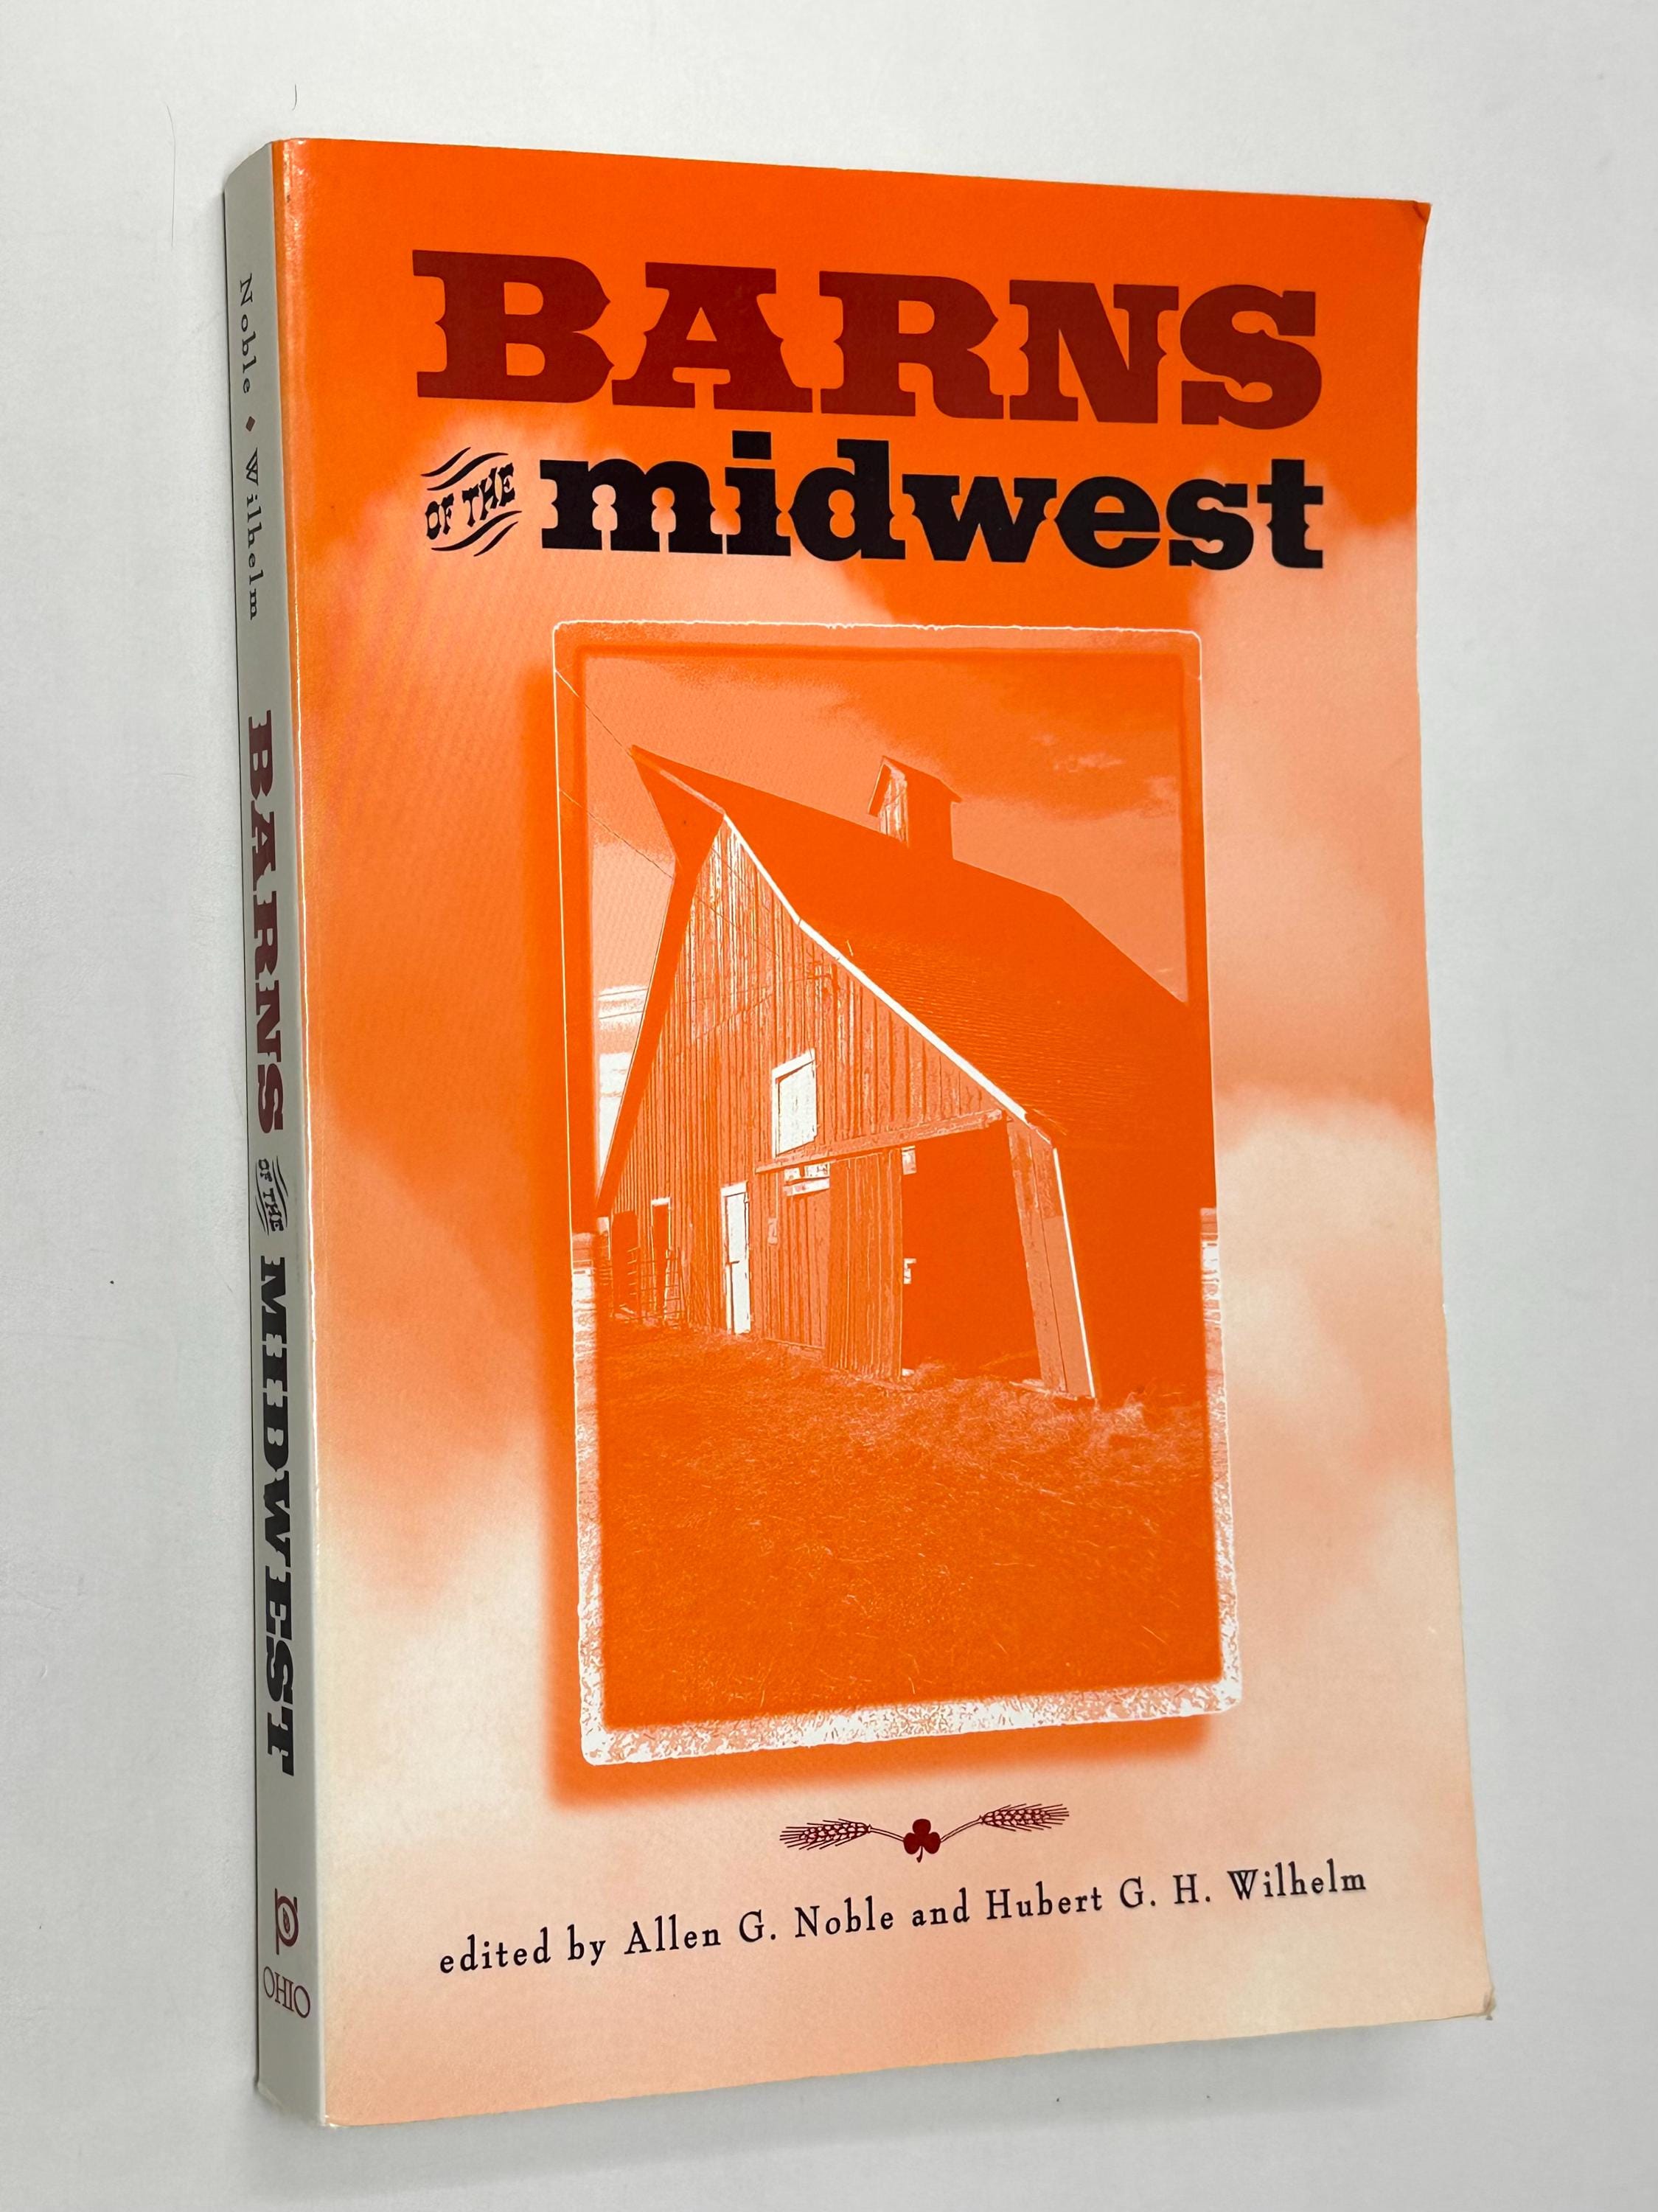 BARNS
OF THE midwest
edited by Allen G. Noble and Hubert G. H. Wilhelm
Noble ♦ Wilhelm BARNS OF THE MIDWEST OHIO